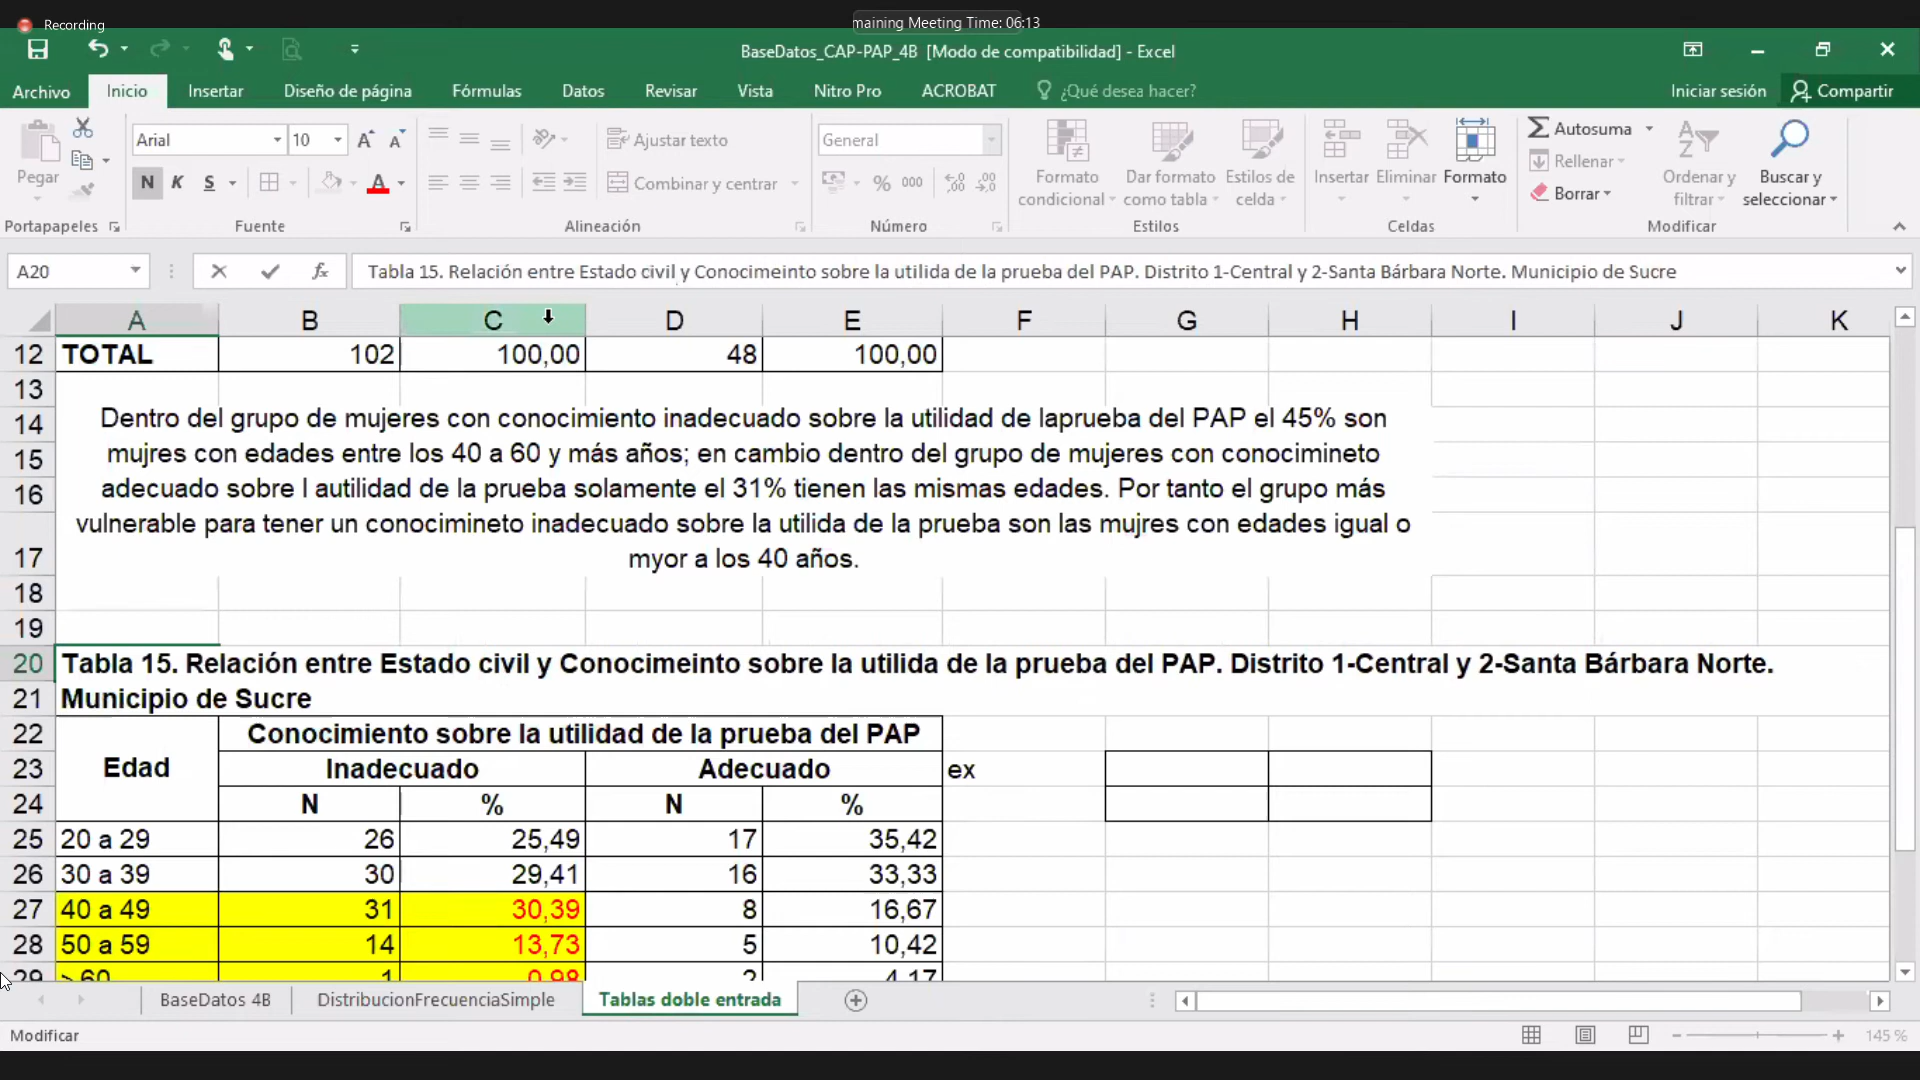 Recording
maining Meeting Time: 06:13
BaseDatos_CAP-PAP_4B [Modo de compatibilidad] - Excel
Archivo Inicio Insertar Diseño de página Fórmulas Datos Revisar Vista Nitro Pro ACROBAT ¿Qué desea hacer? Iniciar sesión Compartir
Arial 10 Ajustar texto General Autosuma
Pegar Rellenar
N K S Combinar y centrar % 000 Formato Dar formato Estilos de Insertar Eliminar Formato Borrar Ordenar y Buscar y
condicional como tabla celda filtrar seleccionar
Portapapeles Fuente Alineación Número Estilos Celdas Modificar
A20 fx Tabla 15. Relación entre Estado civil y Conocimeinto sobre la utilida de la prueba del PAP. Distrito 1-Central y 2-Santa Bárbara Norte. Municipio de Sucre
A B C D E F G H I J K
12 TOTAL 102 100,00 48 100,00
13
14 Dentro del grupo de mujeres con conocimiento inadecuado sobre la utilidad de laprueba del PAP el 45% son
15 mujres con edades entre los 40 a 60 y más años; en cambio dentro del grupo de mujeres con conocimineto
16 adecuado sobre l autilidad de la prueba solamente el 31% tienen las mismas edades. Por tanto el grupo más
vulnerable para tener un conocimineto inadecuado sobre la utilida de la prueba son las mujres con edades igual o
17 myor a los 40 años.
18
19
20 Tabla 15. Relación entre Estado civil y Conocimeinto sobre la utilida de la prueba del PAP. Distrito 1-Central y 2-Santa Bárbara Norte.
21 Municipio de Sucre
22 Conocimiento sobre la utilidad de la prueba del PAP
23 Edad Inadecuado Adecuado ex
24 N % N %
25 20 a 29 26 25,49 17 35,42
26 30 a 39 30 29,41 16 33,33
27 40 a 49 31 30,39 8 16,67
28 50 a 59 14 13,73 5 10,42
29 > 60 1 0,98 2 4,17
BaseDatos 4B DistribucionFrecuenciaSimple Tablas doble entrada
Modificar 145 %